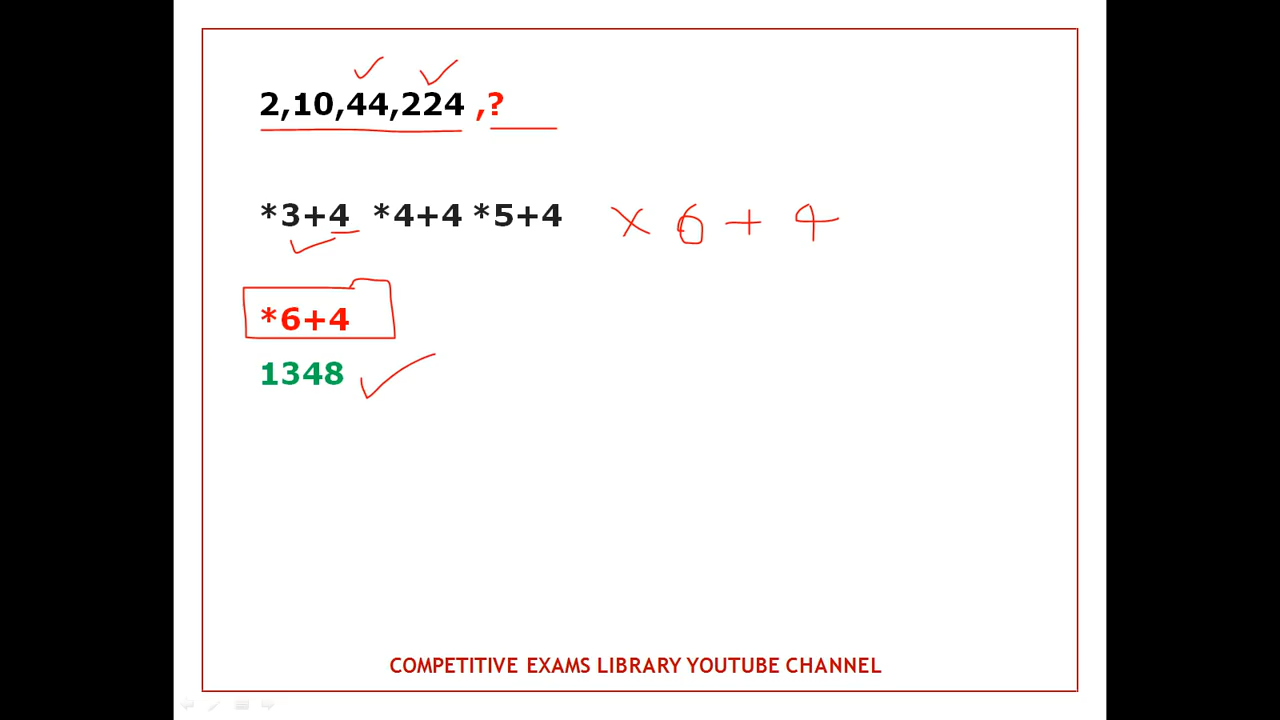 2,10,44,224 ,?
*3+4 *4+4 *5+4 × 6 + 4
*6+4
1348
COMPETITIVE EXAMS LIBRARY YOUTUBE CHANNEL